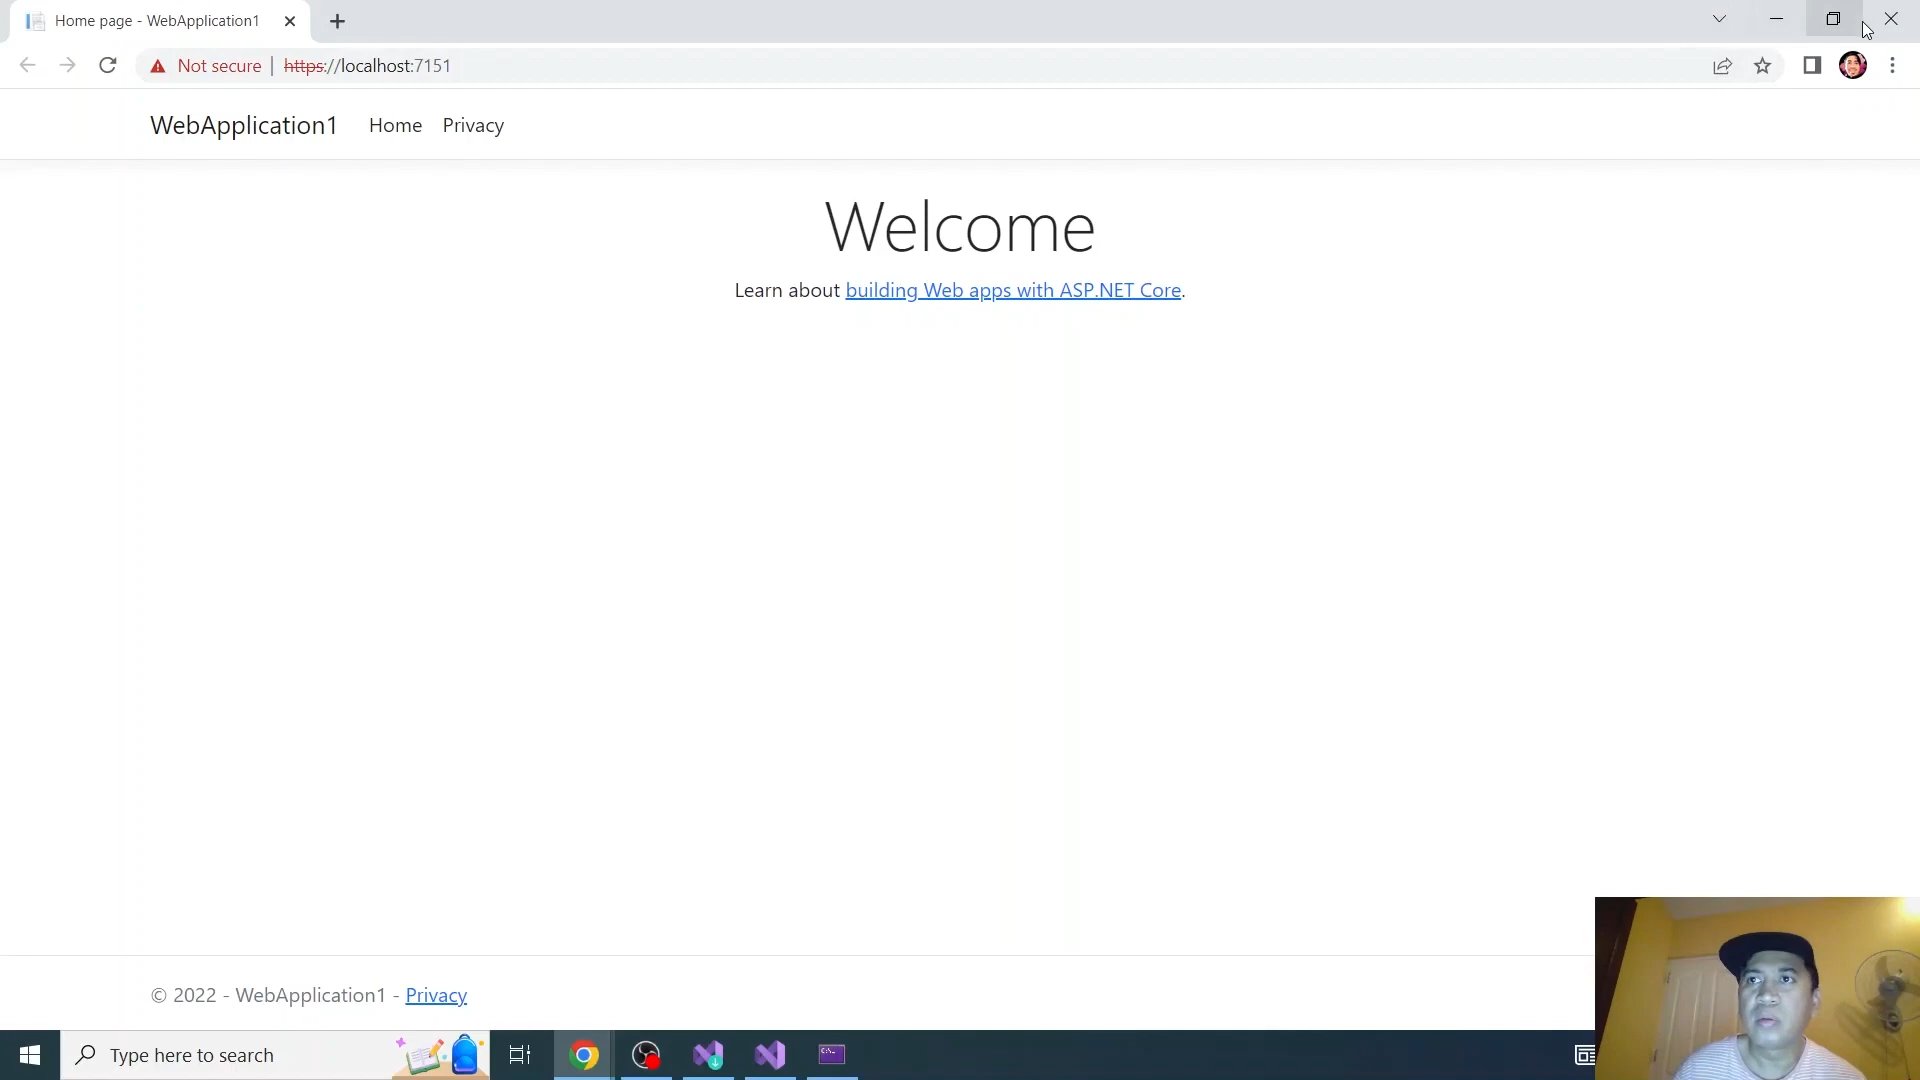 Home page - WebApplication1
Not secure | https://localhost:7151
WebApplication1 Home Privacy
Welcome
Learn about building Web apps with ASP.NET Core.
© 2022 - WebApplication1 - Privacy
Type here to search